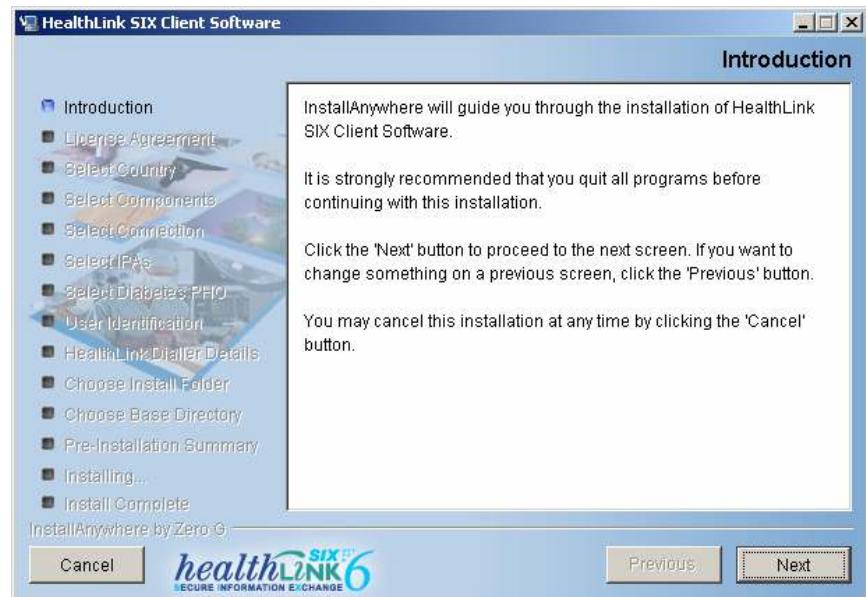 HealthLink SIX Client Software
Introduction
Introduction
License Agreement
Select Country
Select Components
Select Connection
Select IPAs
Select Diabetes PHO
User Identification
HealthLink Dialler Details
Choose Install Folder
Choose Base Directory
Pre-Installation Summary
Installing...
Install Complete
InstallAnywhere will guide you through the installation of HealthLink
SIX Client Software.
It is strongly recommended that you quit all programs before
continuing with this installation.
Click the 'Next' button to proceed to the next screen. If you want to
change something on a previous screen, click the 'Previous' button.
You may cancel this installation at any time by clicking the 'Cancel'
button.
InstallAnywhere by Zero G
Cancel
healthLINK SIX 6
SECURE INFORMATION EXCHANGE
Previous
Next